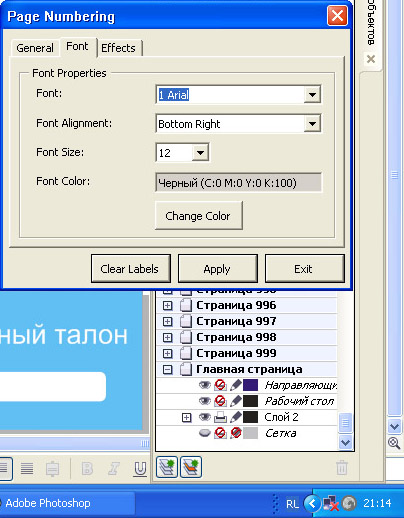 Page Numbering
General Font Effects
Font Properties
Font: 1 Arial
Font Alignment: Bottom Right
Font Size: 12
Font Color: Черный (C:0 M:0 Y:0 K:100)
Change Color
Clear Labels Apply Exit
объектов
Страница 996
Страница 997
Страница 998
Страница 999
Главная страница
Направляющи
Рабочий стол
Слой 2
Сетка
ный талон
B I U
Adobe Photoshop
RL
21:14